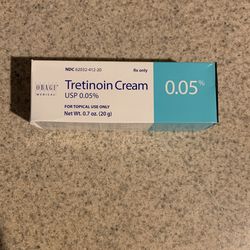 NDC 62032-412-20
Rx only
OBAGI
MEDICAL
Tretinoin Cream
USP 0.05%
0.05%
FOR TOPICAL USE ONLY
Net Wt. 0.7 oz. (20 g)